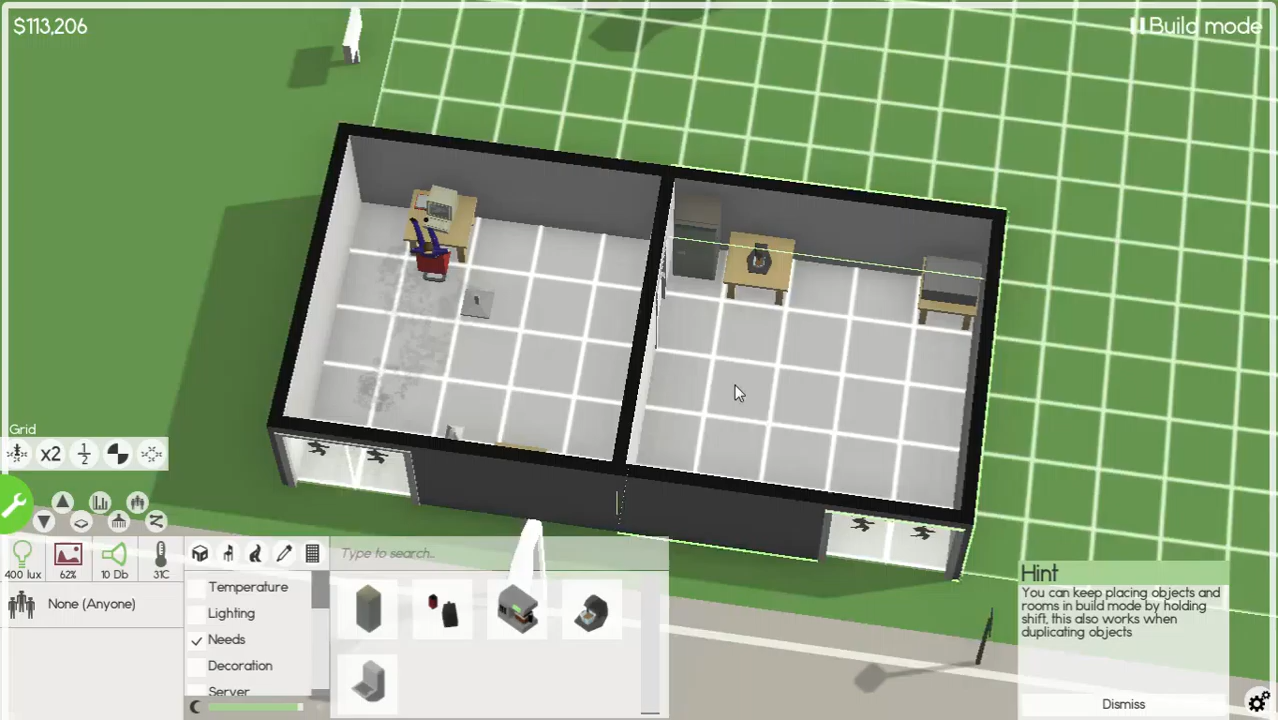 $113,206
Build mode
Grid
x2
1/2
400 lux
62%
10 Db
31C
None (Anyone)
Type to search..
Temperature
Lighting
Needs
Decoration
Server
Hint
You can keep placing objects and
rooms in build mode by holding
shift, this also works when
duplicating objects
Dismiss